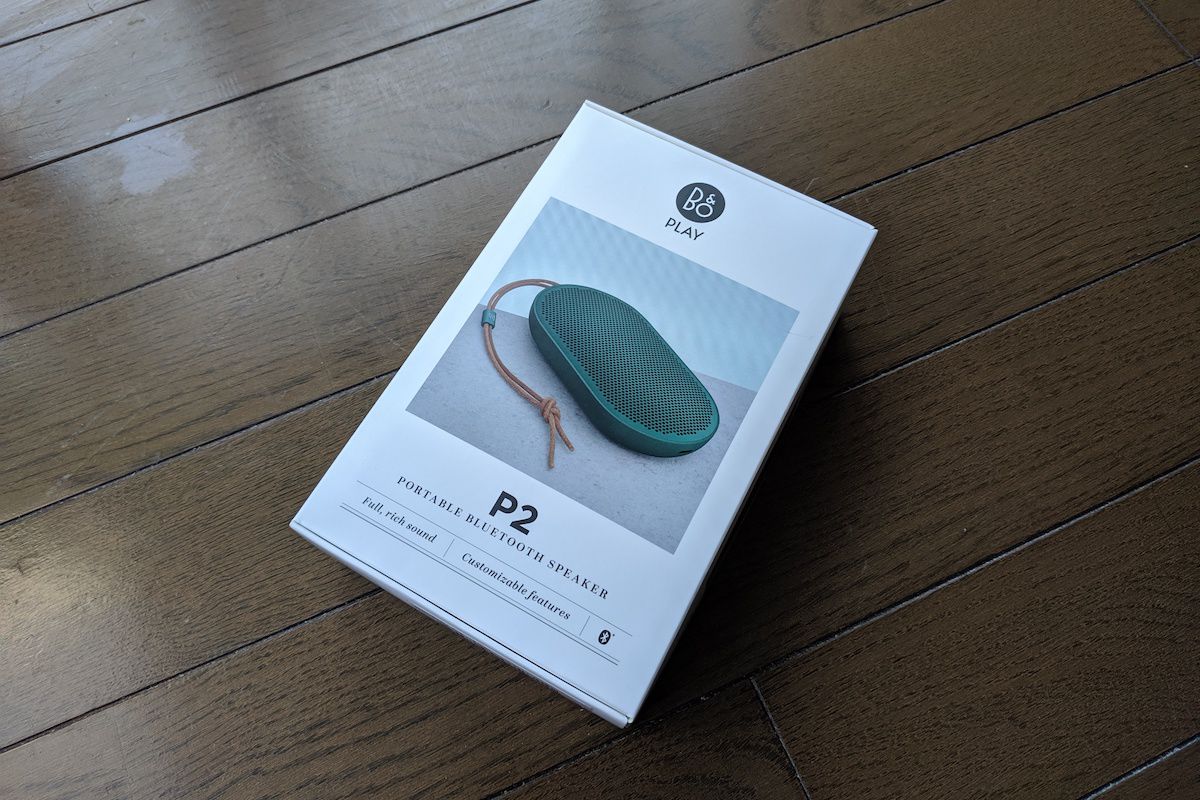 B&O
PLAY
P2
PORTABLE BLUETOOTH SPEAKER
Full, rich sound
Customizable features